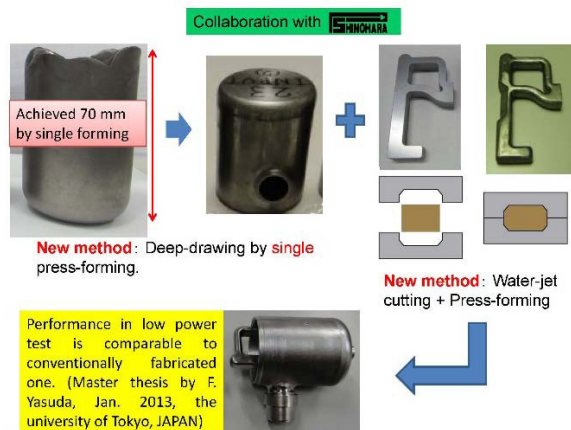 Collaboration with SHINOHARA
Achieved 70 mm
by single forming
INPUT
23
New method: Deep-drawing by single
press-forming.
New method: Water-jet
cutting + Press-forming
Performance in low power
test is comparable to
conventionally fabricated
one. (Master thesis by F.
Yasuda, Jan. 2013, the
university of Tokyo, JAPAN)